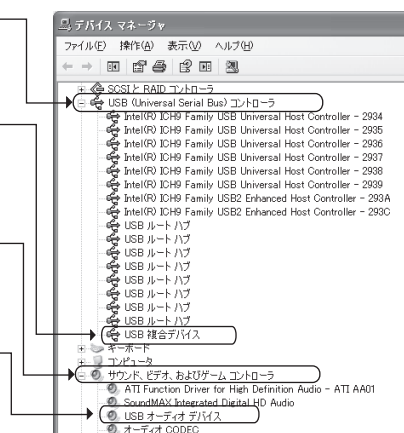 デバイス マネージャ
ファイル(F) 操作(A) 表示(V) ヘルプ(H)
SCSI と RAID コントローラ
USB (Universal Serial Bus) コントローラ
Intel(R) ICH9 Family USB Universal Host Controller - 2934
Intel(R) ICH9 Family USB Universal Host Controller - 2935
Intel(R) ICH9 Family USB Universal Host Controller - 2936
Intel(R) ICH9 Family USB Universal Host Controller - 2937
Intel(R) ICH9 Family USB Universal Host Controller - 2938
Intel(R) ICH9 Family USB Universal Host Controller - 2939
Intel(R) ICH9 Family USB2 Enhanced Host Controller - 293A
Intel(R) ICH9 Family USB2 Enhanced Host Controller - 293C
USB ルート ハブ
USB ルート ハブ
USB ルート ハブ
USB ルート ハブ
USB ルート ハブ
USB ルート ハブ
USB ルート ハブ
USB ルート ハブ
USB 複合デバイス
キーボード
コンピュータ
サウンド、ビデオ、およびゲーム コントローラ
ATI Function Driver for High Definition Audio - ATI AA01
SoundMAX Integrated Digital HD Audio
USB オーディオ デバイス
オーディオ CODEC